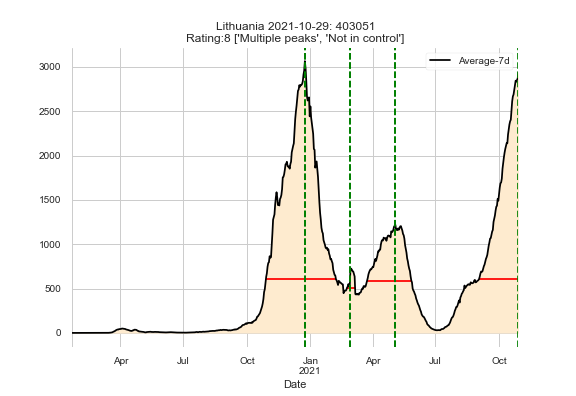 Lithuania 2021-10-29: 403051
Rating:8 ['Multiple peaks', 'Not in control']
Average-7d
3000
2500
2000
1500
1000
500
0
Apr
Jul
Oct
Jan
2021
Apr
Jul
Oct
Date